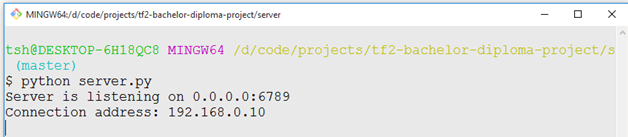 MINGW64:/d/code/projects/tf2-bachelor-diploma-project/server
tsh@DESKTOP-6H18QC8 MINGW64 /d/code/projects/tf2-bachelor-diploma-project/s
(master)
$ python server.py
Server is listening on 0.0.0.0:6789
Connection address: 192.168.0.10